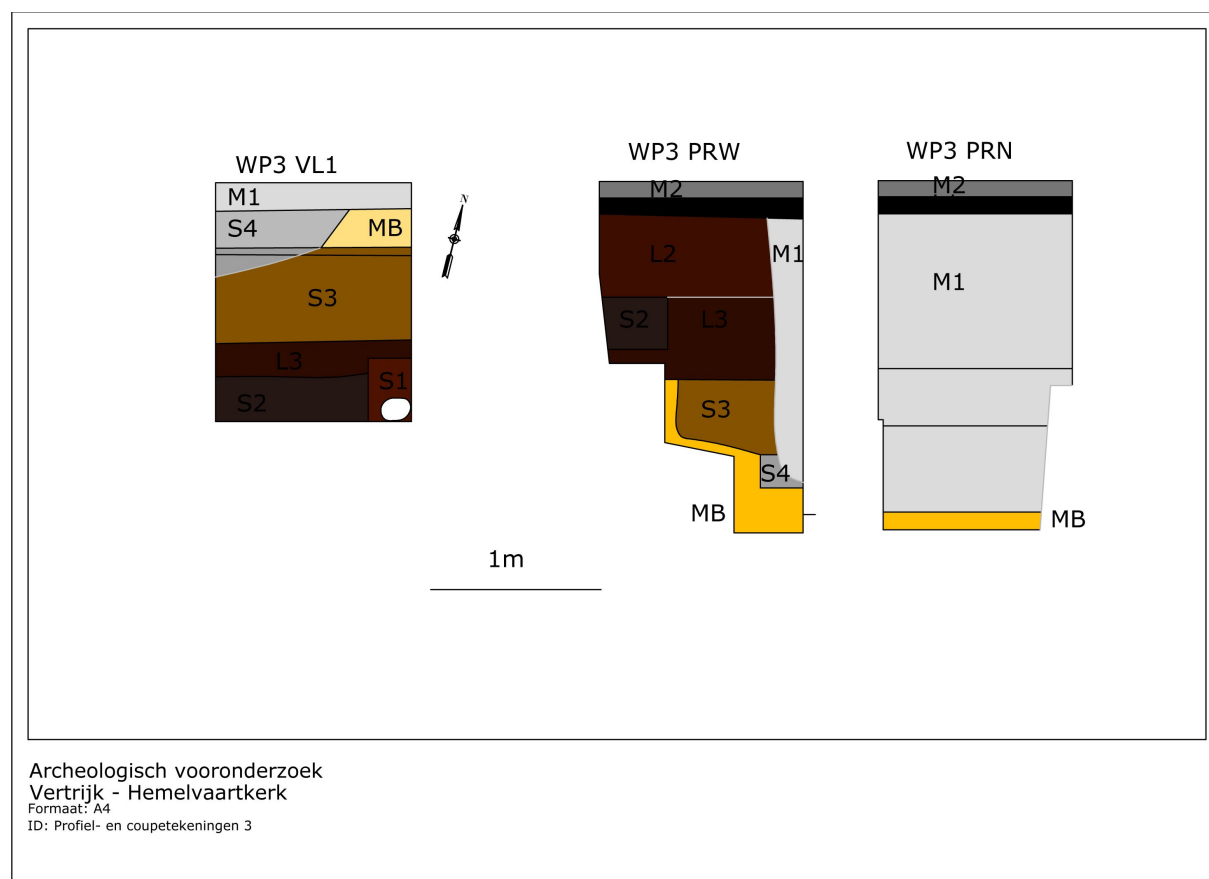 WP3 VL1
M1
S4
MB
S3
L3
S2
S1
N
WP3 PRW
M2
L2
M1
S2
L3
S3
S4
MB
WP3 PRN
M2
M1
MB
1m
Archeologisch vooronderzoek
Vertrijk - Hemelvaartkerk
Formaat: A4
ID: Profiel- en coupetekeningen 3